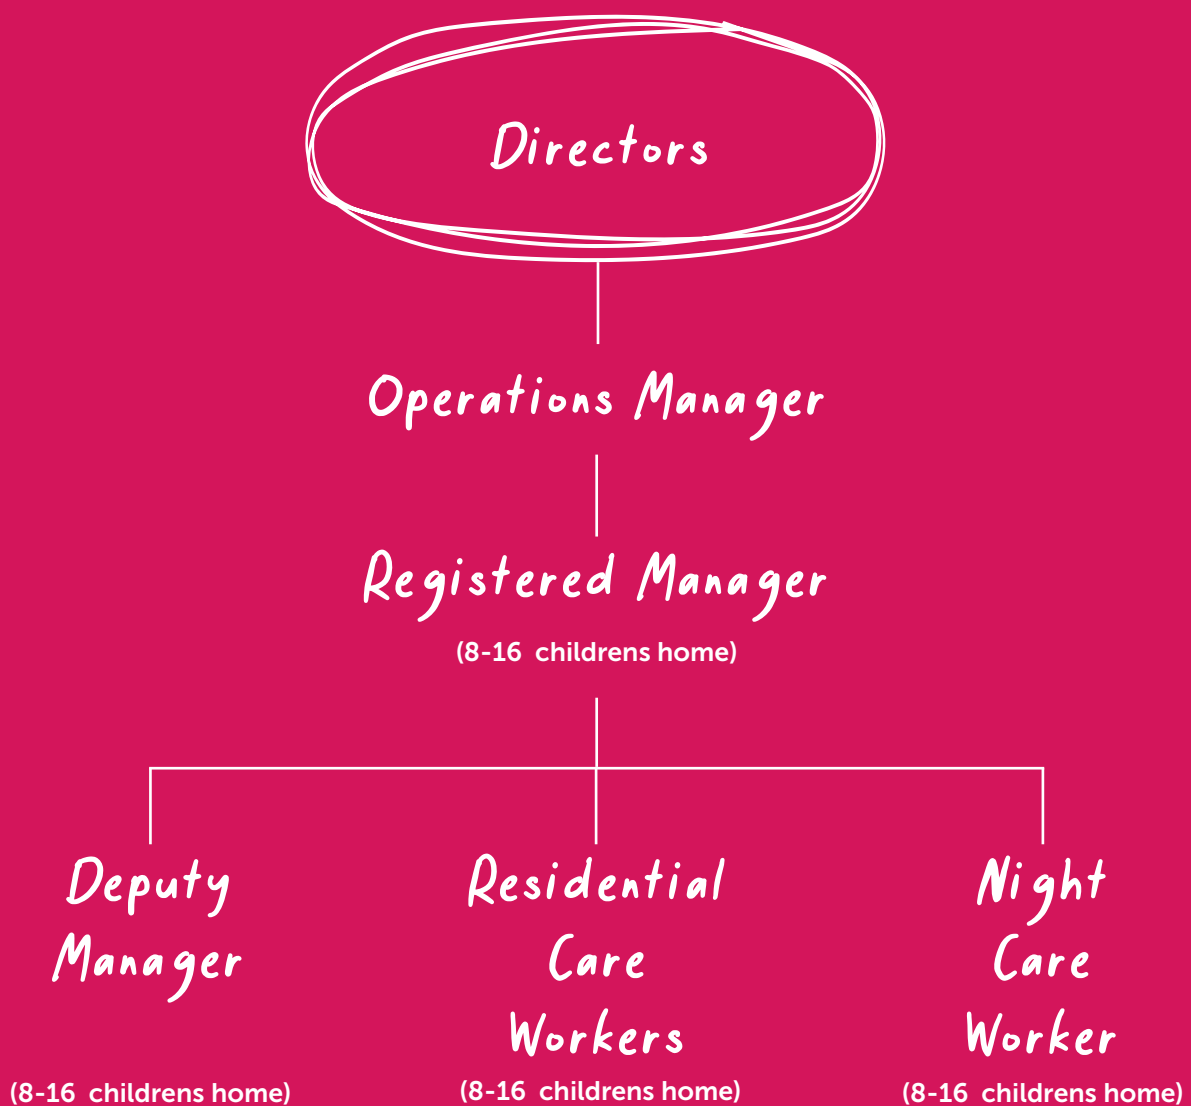 Directors
Operations Manager
Registered Manager
(8-16 childrens home)
Deputy
Manager
(8-16 childrens home)
Residential
Care
Workers
(8-16 childrens home)
Night
Care
Worker
(8-16 childrens home)